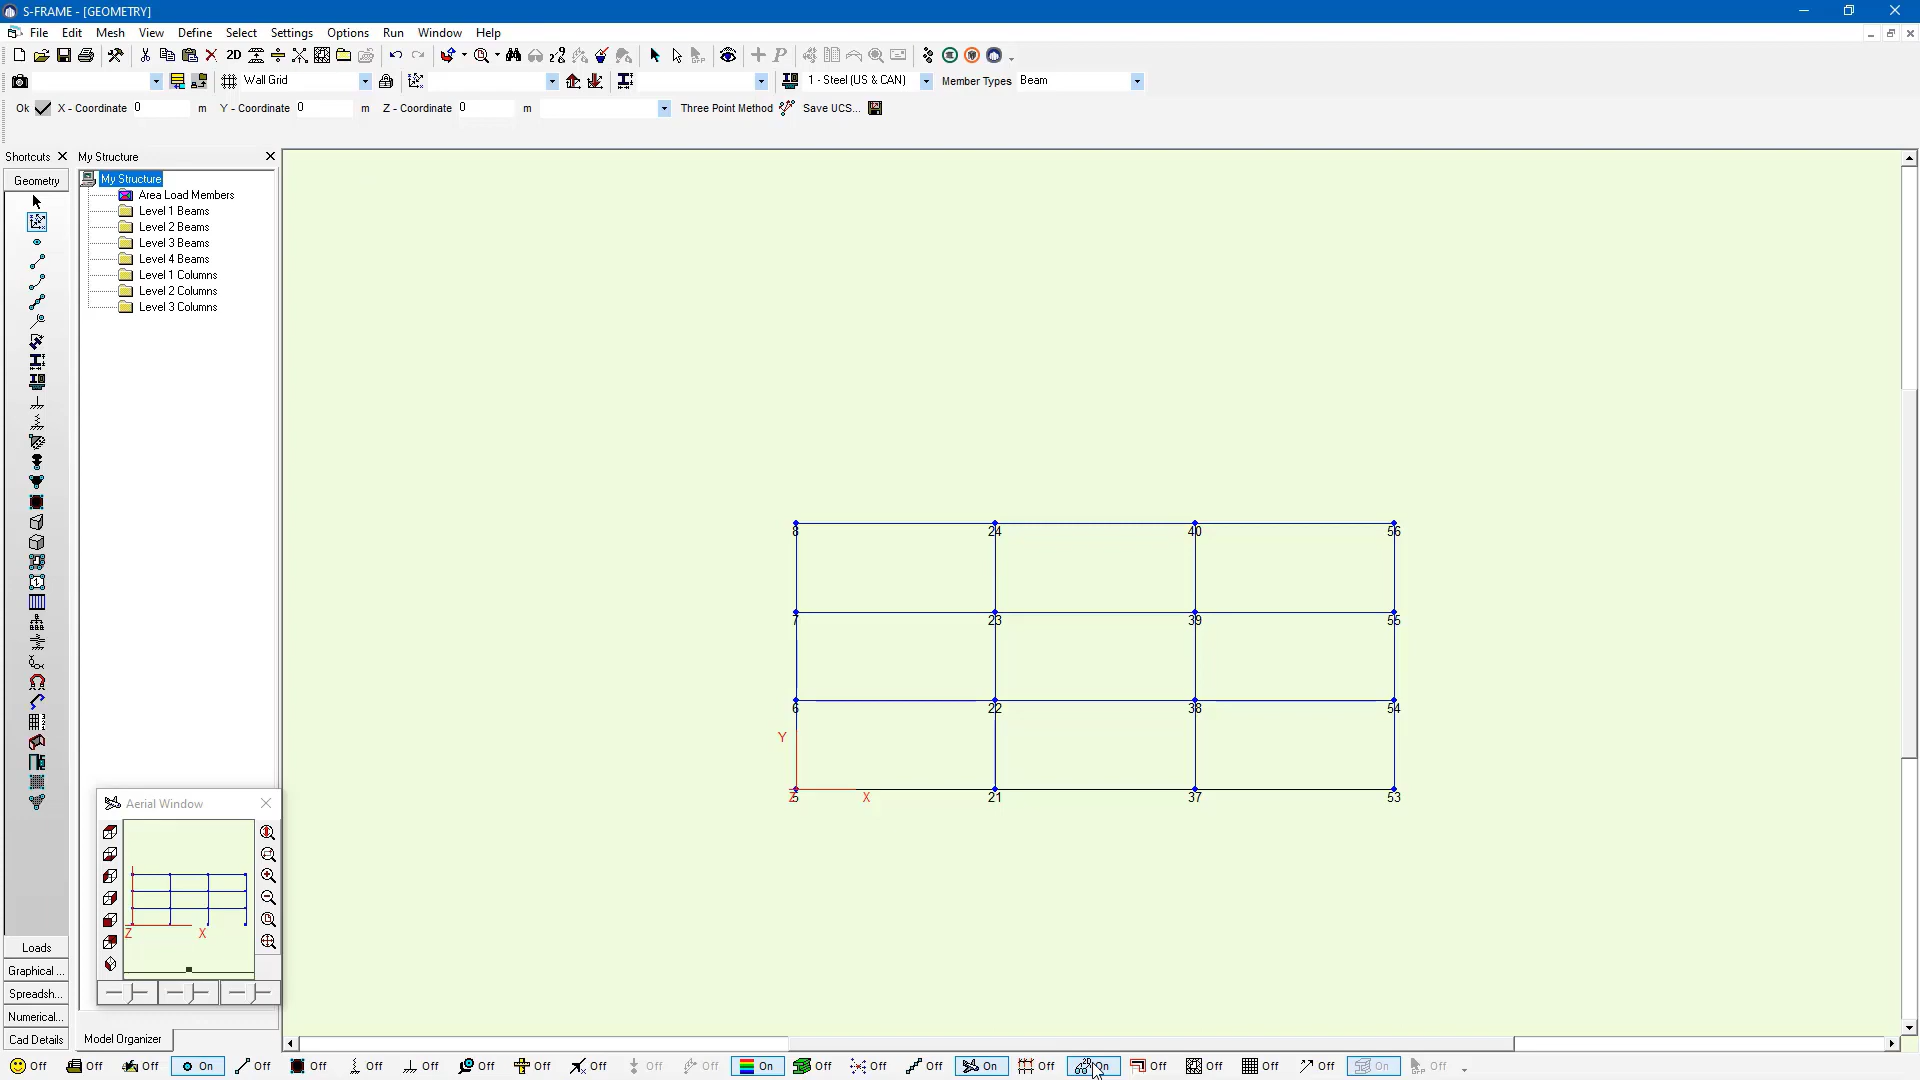 S-FRAME - [GEOMETRY]
File Edit Mesh View Define Select Settings Options Run Window Help
2D
Wall Grid 1 - Steel (US & CAN) Member Types Beam
Ok X - Coordinate 0 m Y - Coordinate 0 m Z - Coordinate 0 m Three Point Method Save UCS...
Shortcuts My Structure
Geometry My Structure
Area Load Members
Level 1 Beams
Level 2 Beams
Level 3 Beams
Level 4 Beams
Level 1 Columns
Level 2 Columns
Level 3 Columns
8 24 40 56
7 23 39 55
6 22 38 54
Y
Z 5 X 21 37 53
Aerial Window
Z X
Loads
Graphical ...
Spreadsh...
Numerical...
Cad Details
Model Organizer
Off Off Off On Off Off Off Off Off Off Off Off Off On Off Off Off On Off On Off Off Off Off On Off